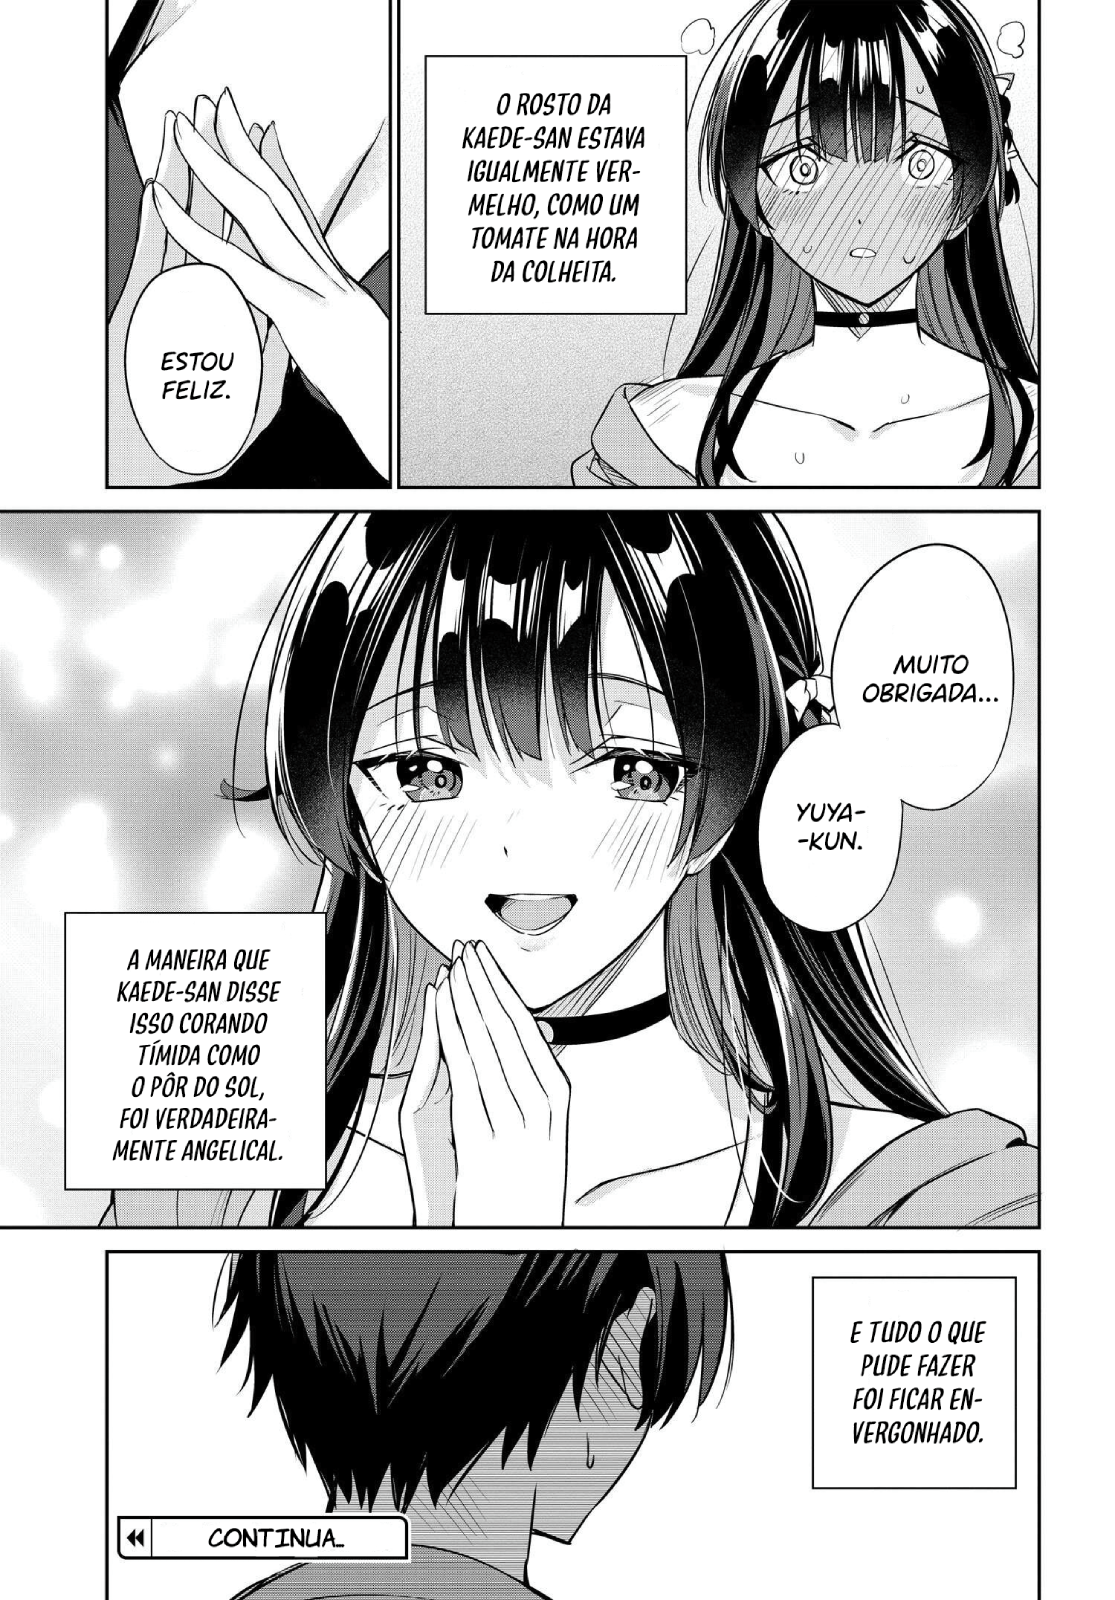 O ROSTO DA
KAEDE-SAN ESTAVA
IGUALMENTE VER-
MELHO, COMO UM
TOMATE NA HORA
DA COLHEITA.
ESTOU
FELIZ.
MUITO
OBRIGADA...
YUYA-
-KUN.
A MANEIRA QUE
KAEDE-SAN DISSE
ISSO CORANDO
TÍMIDA COMO
O PÔR DO SOL,
FOI VERDADEIRA-
MENTE ANGELICAL.
E TUDO O QUE
PUDE FAZER
FOI FICAR EN-
VERGONHADO.
CONTINUA...